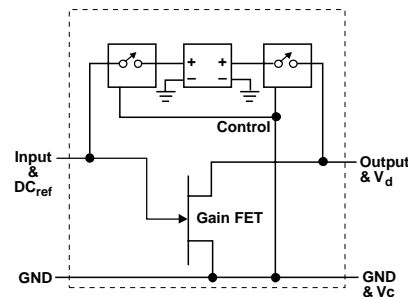 + +
− −
Control
Input
&
DCref
Output
& Vd
Gain FET
GND
GND
& Vc